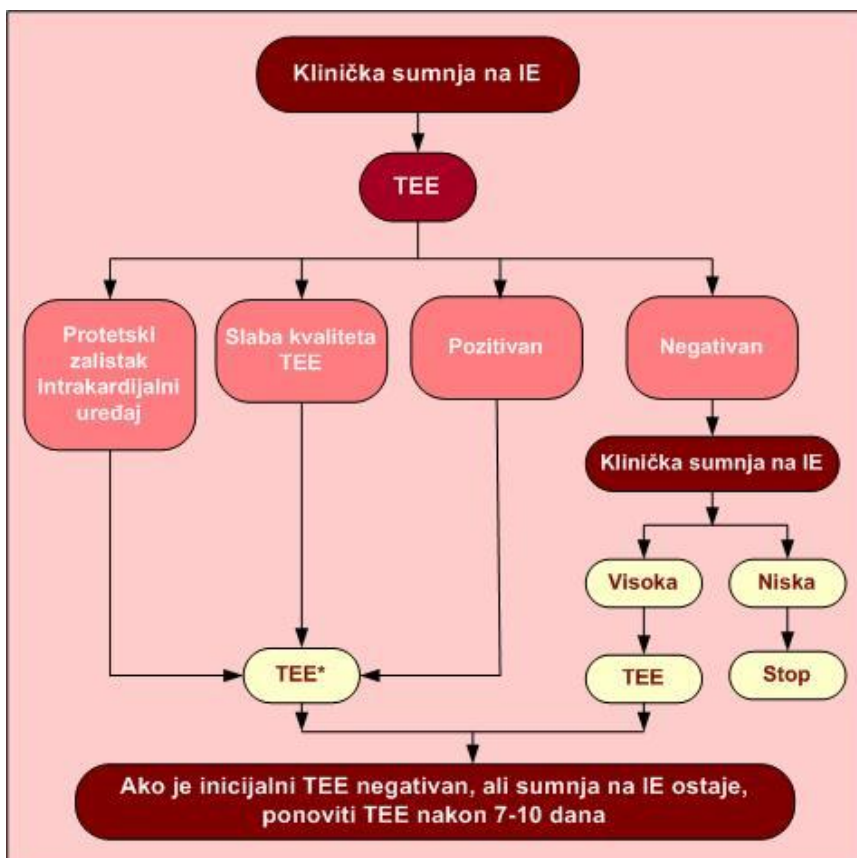 Klinička sumnja na IE
TEE
Protetski
zalistak
Intrakardijalni
uređaj
Slaba kvaliteta
TEE
Pozitivan
Negativan
Klinička sumnja na IE
Visoka
Niska
TEE*
TEE
Stop
Ako je inicijalni TEE negativan, ali sumnja na IE ostaje,
ponoviti TEE nakon 7-10 dana